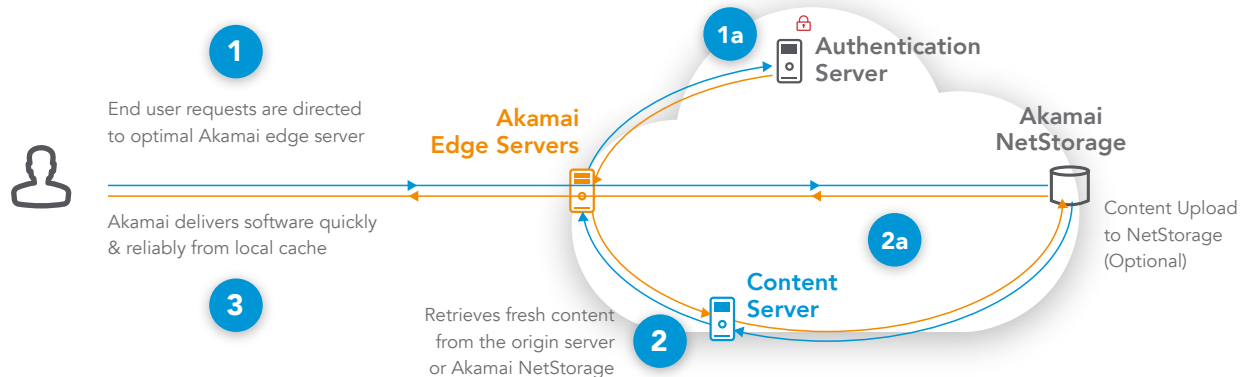 1
End user requests are directed
to optimal Akamai edge server
Akamai delivers software quickly
& reliably from local cache
3
Akamai
Edge Servers
1a
Authentication
Server
Akamai
NetStorage
2a
Content Upload
to NetStorage
(Optional)
Content
Server
Retrieves fresh content
from the origin server
or Akamai NetStorage
2